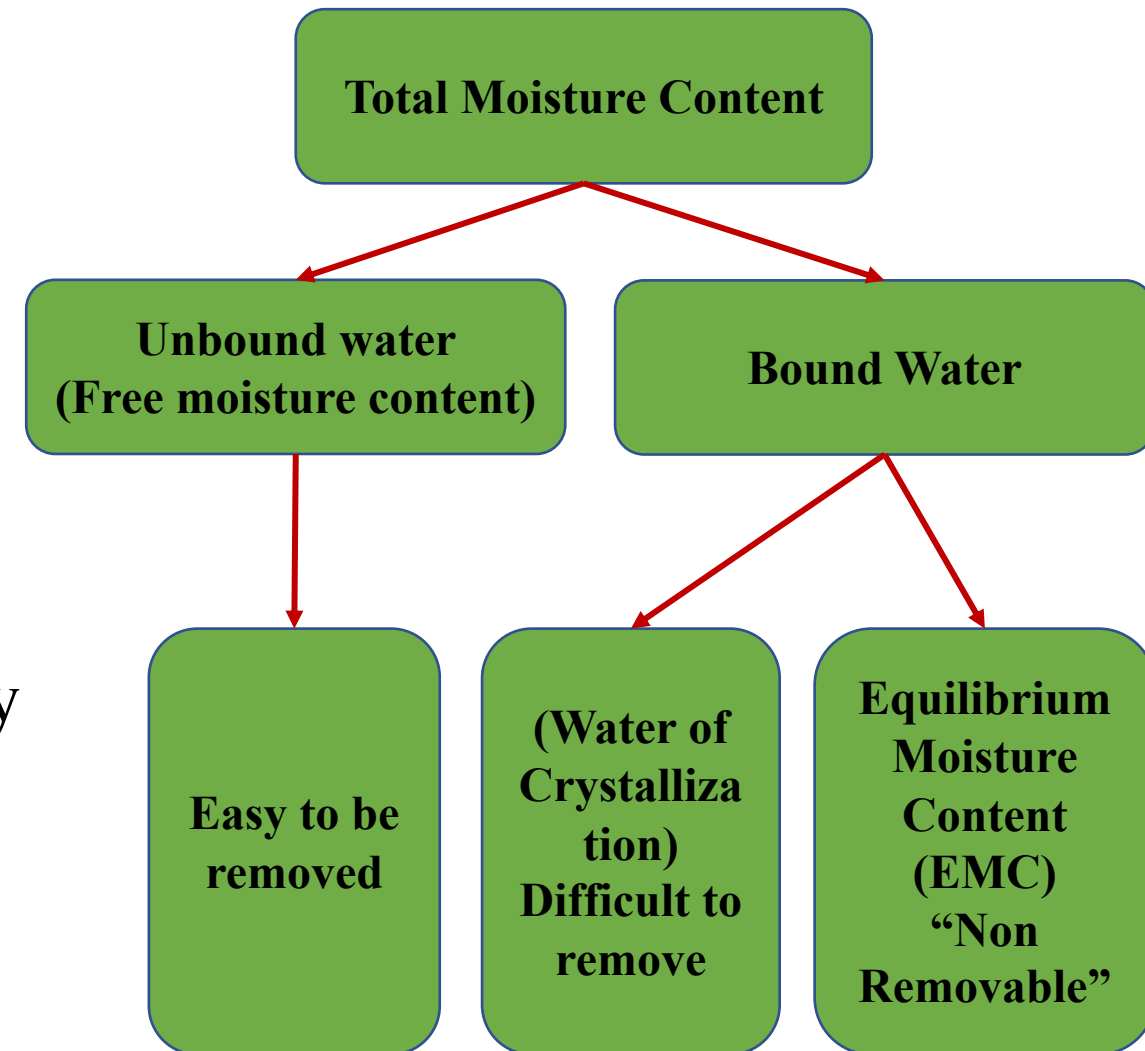 Total Moisture Content
Unbound water
(Free moisture content)
Bound Water
y
Easy to be
removed
(Water of
Crystalliza
tion)
Difficult to
remove
Equilibrium
Moisture
Content
(EMC)
“Non
Removable”